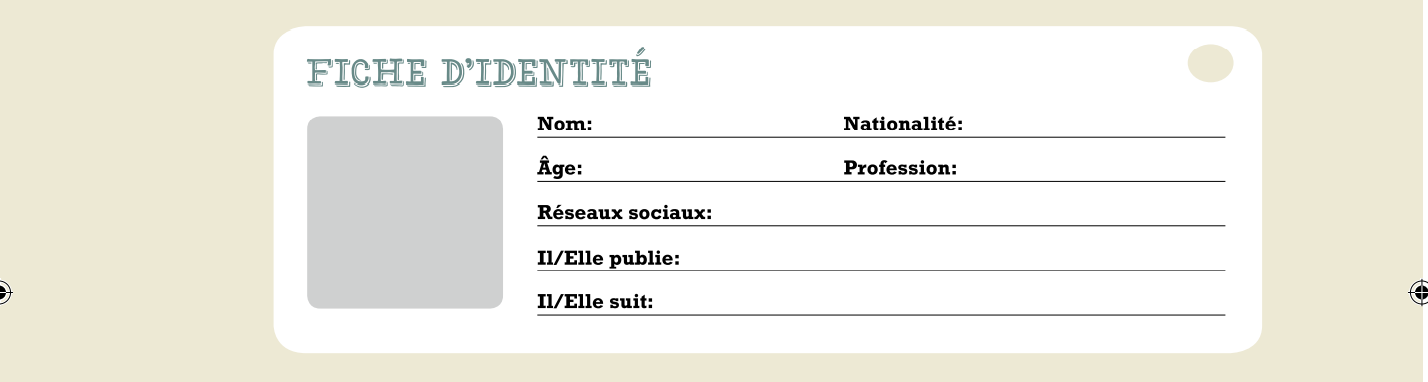 FICHE D'IDENTITÉ
Nom: Nationalité:
Âge: Profession:
Réseaux sociaux:
Il/Elle publie:
Il/Elle suit: